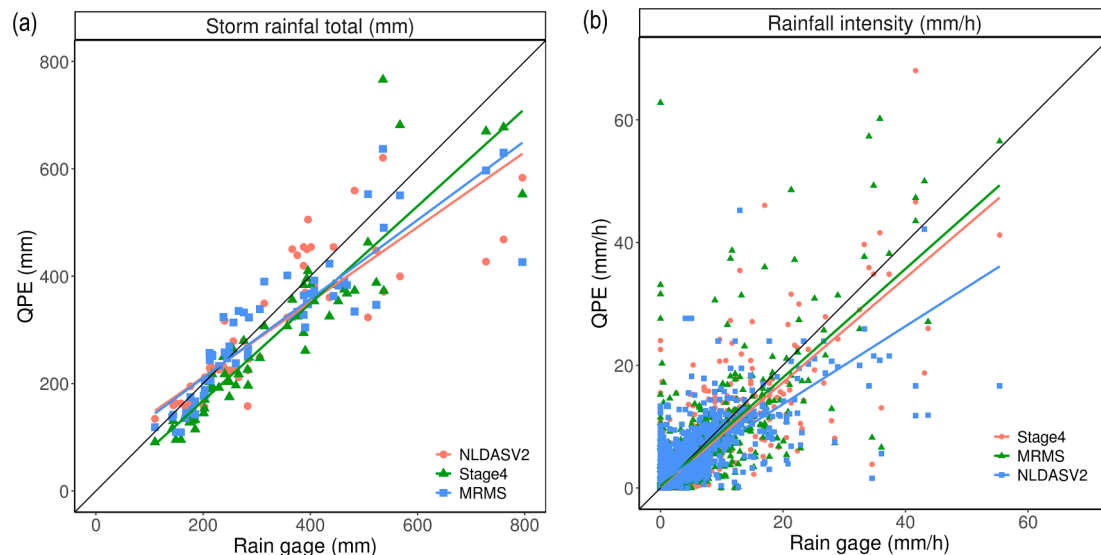 (a)
Storm rainfal total (mm)
QPE (mm)
800
600
400
200
0
NLDASV2
Stage4
MRMS
0 200 400 600 800
Rain gage (mm)
(b)
Rainfall intensity (mm/h)
QPE (mm/h)
60
40
20
0
Stage4
MRMS
NLDASV2
0 20 40 60
Rain gage (mm/h)